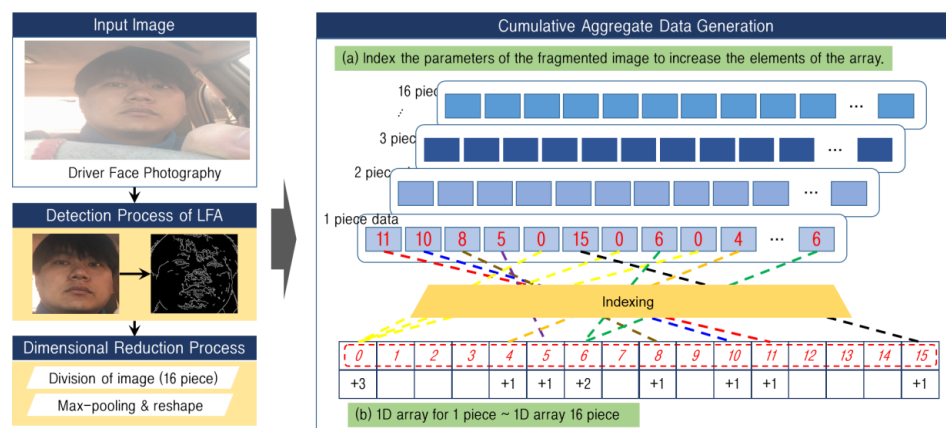 Input Image
Driver Face Photography
Detection Process of LFA
Dimensional Reduction Process
Division of image (16 piece)
Max-pooling & reshape
Cumulative Aggregate Data Generation
(a) Index the parameters of the fragmented image to increase the elements of the array.
16 piec
...
3 piec
...
2 piec
...
1 piece data
11 10 8 5 0 15 0 6 0 4 ... 6
Indexing
0 1 2 3 4 5 6 7 8 9 10 11 12 13 14 15
+3 +1 +1 +2 +1 +1 +1 +1
(b) 1D array for 1 piece ~ 1D array 16 piece